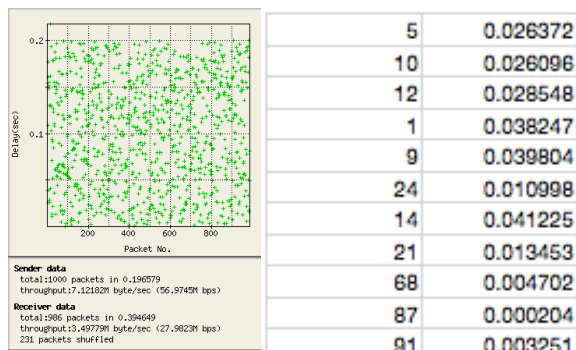 0.2
0.1
Delay(sec)
200 400 600 800
Packet No.
Sender data
total:1000 packets in 0.196579
throughput:7.12182M byte/sec (56.9745M bps)
Receiver data
total:986 packets in 0.394649
throughput:3.49779M byte/sec (27.9823M bps)
231 packets shuffled
5 0.026372
10 0.026096
12 0.028548
1 0.038247
9 0.039804
24 0.010998
14 0.041225
21 0.013453
68 0.004702
87 0.000204
91 0.003251